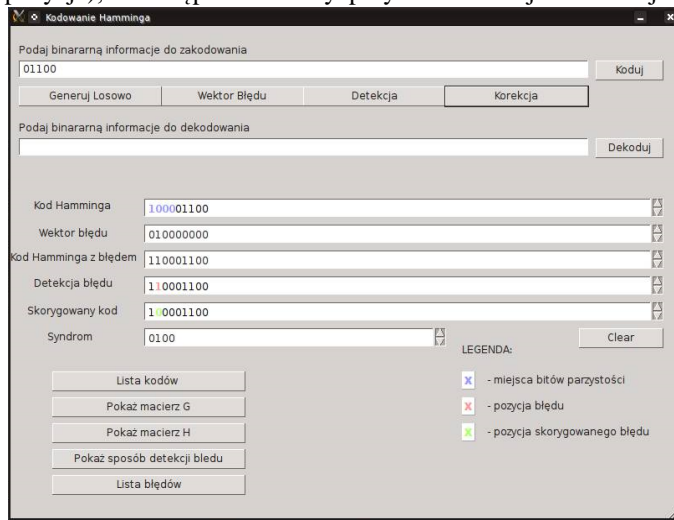 Kodowanie Hamminga
Podaj binararną informacje do zakodowania
01100
Koduj
Generuj Losowo Wektor Błędu Detekcja Korekcja
Podaj binararną informacje do dekodowania
Dekoduj
Kod Hamminga 100001100
Wektor błędu 010000000
Kod Hamminga z błędem 110001100
Detekcja błędu 110001100
Skorygowany kod 100001100
Syndrom 0100
Clear
LEGENDA:
Lista kodów
x - miejsca bitów parzystości
Pokaż macierz G
x - pozycja błędu
Pokaż macierz H
x - pozycja skorygowanego błędu
Pokaż sposób detekcji bledu
Lista błędów